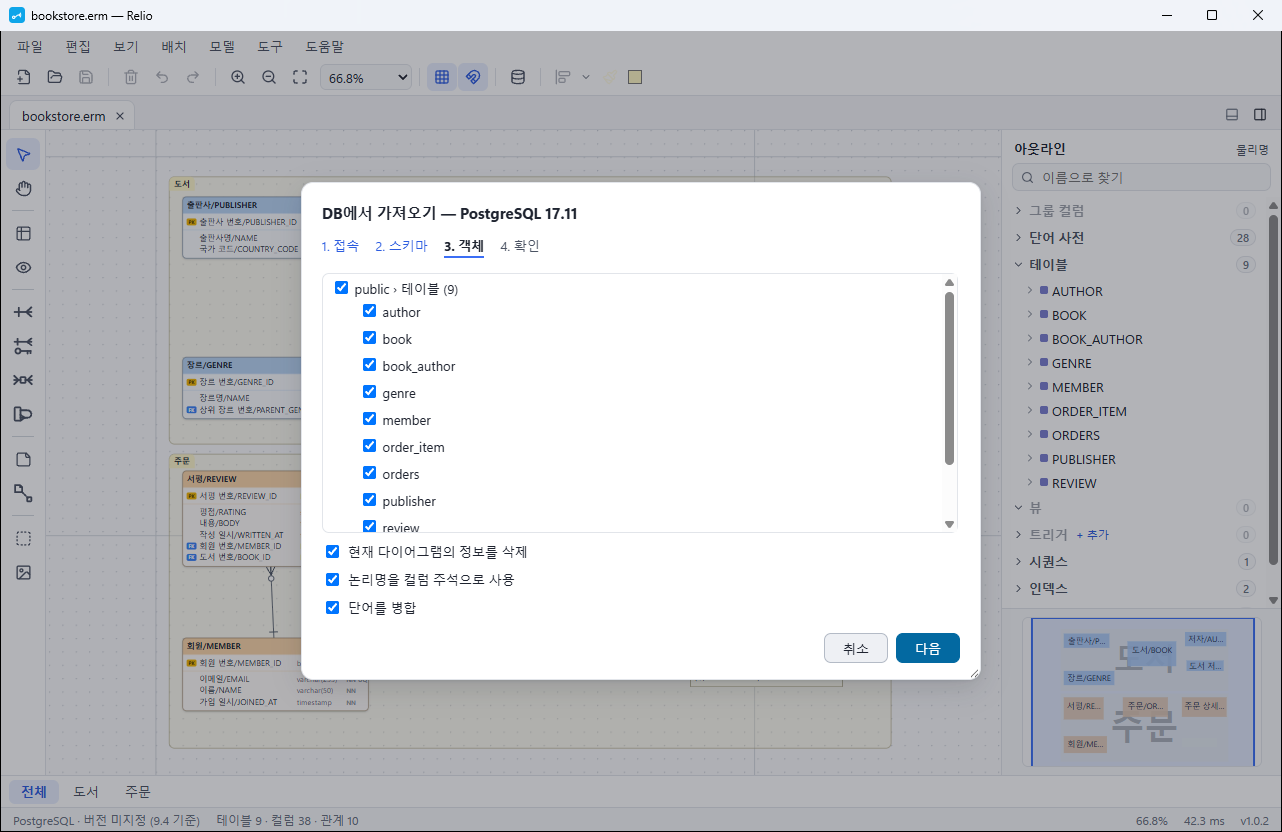 bookstore.erm — Relio
파일 편집 보기 배치 모델 도구 도움말
66.8%
bookstore.erm
도서
출판사/PUBLISHER
PK 출판사 번호/PUBLISHER_ID
출판사명/NAME
국가 코드/COUNTRY_CODE
장르/GENRE
PK 장르 번호/GENRE_ID
장르명/NAME
FK 상위 장르 번호/PARENT_GEN
주문
서평/REVIEW
PK 서평 번호/REVIEW_ID
평점/RATING
내용/BODY
작성 일시/WRITTEN_AT
FK 회원 번호/MEMBER_ID
FK 도서 번호/BOOK_ID
회원/MEMBER
PK 회원 번호/MEMBER_ID
이메일/EMAIL
이름/NAME varchar(50) NN
가입 일시/JOINED_AT timestamp NN
DB에서 가져오기 — PostgreSQL 17.11
1. 접속 2. 스키마 3. 객체 4. 확인
public › 테이블 (9)
author
book
book_author
genre
member
order_item
orders
publisher
review
현재 다이어그램의 정보를 삭제
논리명을 컬럼 주석으로 사용
단어를 병합
취소 다음
아웃라인 물리명
이름으로 찾기
그룹 컬럼 0
단어 사전 28
테이블 9
AUTHOR
BOOK
BOOK_AUTHOR
GENRE
MEMBER
ORDER_ITEM
ORDERS
PUBLISHER
REVIEW
뷰 0
트리거 + 추가 0
시퀀스 1
인덱스 2
출판사/P... 도서/BOOK 저자/AU...
도서 저...
장르/GENRE
서평/RE... 주문/OR... 주문 상세...
주문
회원/ME...
전체 도서 주문
PostgreSQL · 버전 미지정 (9.4 기준) 테이블 9 · 컬럼 38 · 관계 10
66.8% 42.3 ms v1.0.2